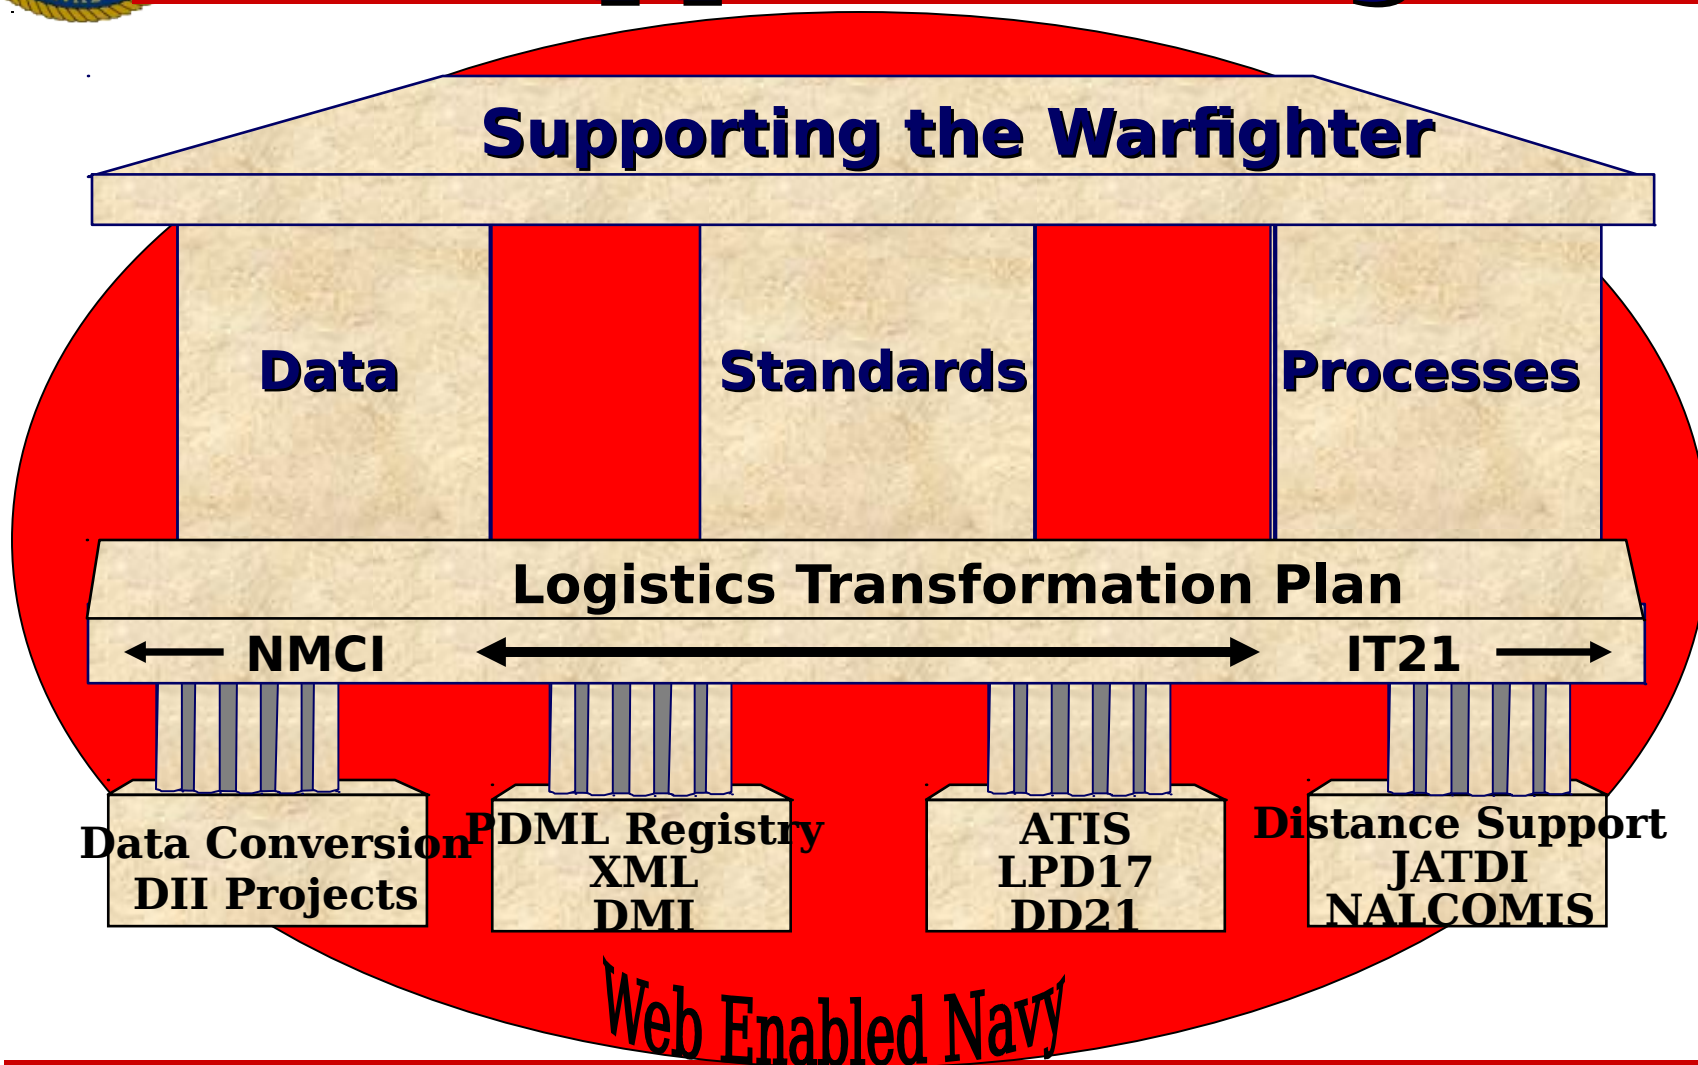 Supporting the Warfighter
Data
Standards
Processes
Logistics Transformation Plan
NMCI
IT21
Data Conversion
DII Projects
PDML Registry
XML
DMI
ATIS
LPD17
DD21
Distance Support
JATDI
NALCOMIS
Web Enabled Navy